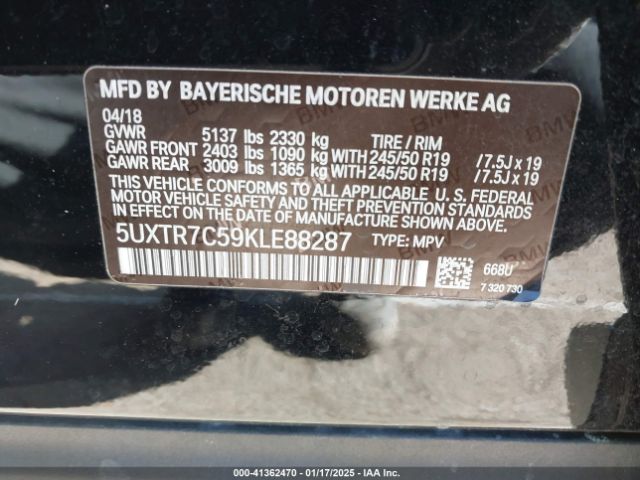 MFD BY BAYERISCHE MOTOREN WERKE AG
04/18
GVWR 5137 lbs 2330 kg TIRE / RIM
GAWR FRONT 2403 lbs 1090 kg WITH 245/50 R19 /7.5J x 19
GAWR REAR 3009 lbs 1365 kg WITH 245/50 R19 /7.5J x 19
THIS VEHICLE CONFORMS TO ALL APPLICABLE U. S. FEDERAL
MOTOR VEHICLE SAFETY, BUMPER, AND THEFT PREVENTION
STANDARDS IN EFFECT ON THE DATE OF MANUFACTURE
SHOWN ABOVE.
5UXTR7C59KLE88287 TYPE: MPV
668U
7 320 730
000-41362470 - 01/17/2025 - IAA Inc.